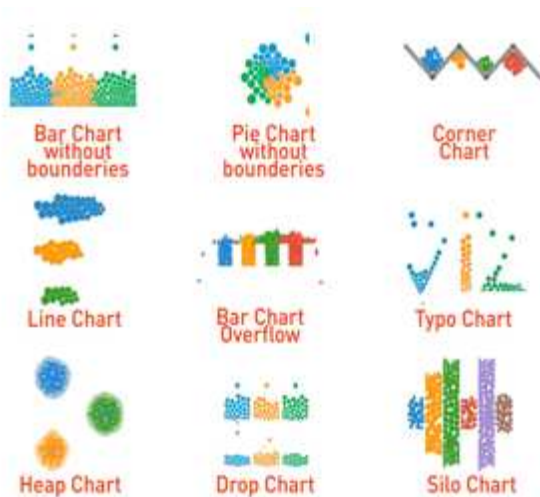 Bar Chart
without
bounderies
Pie Chart
without
bounderies
Corner
Chart
Line Chart
Bar Chart
Overflow
Typo Chart
Heap Chart
Drop Chart
Silo Chart